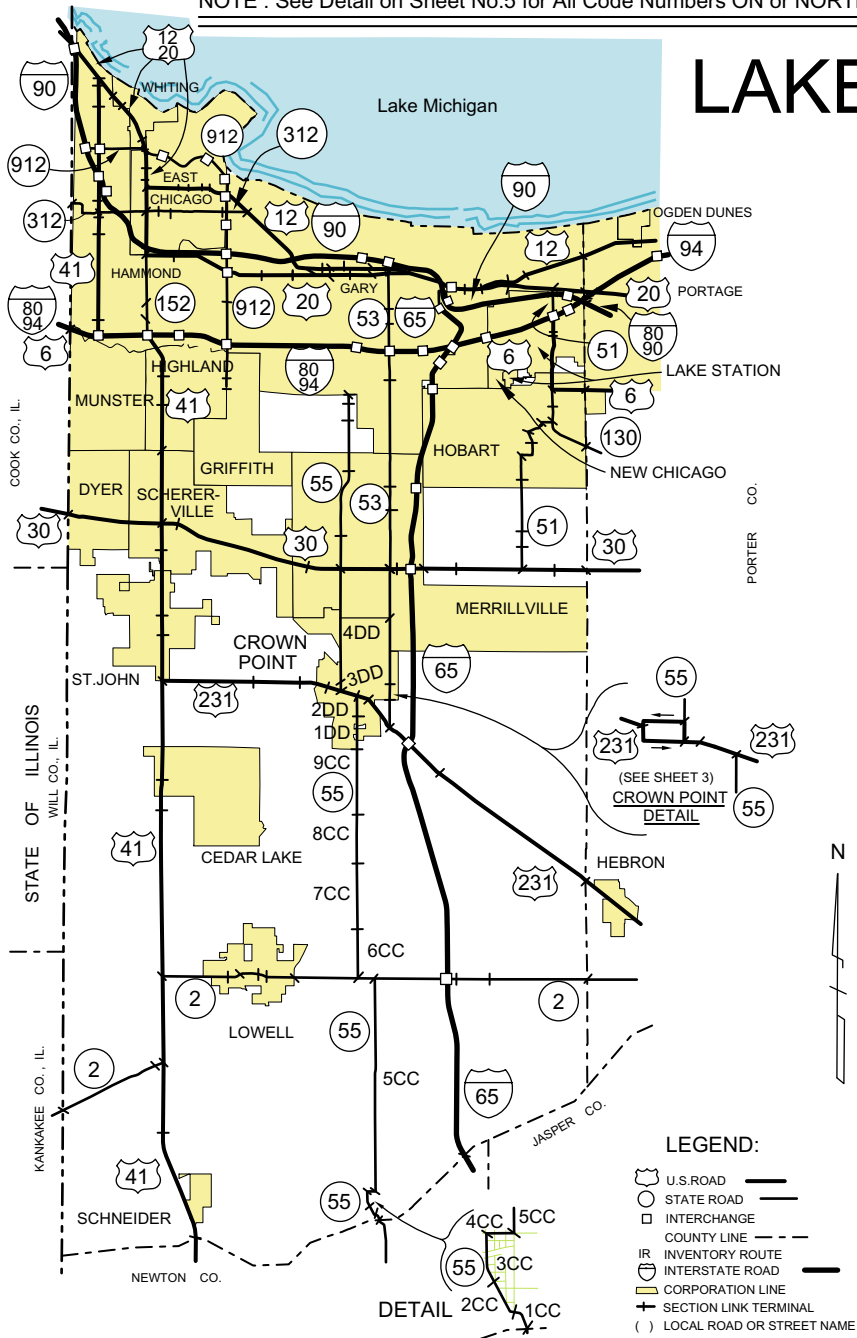 NOTE : See Detail on Sheet No.5 for All Code Numbers ON or NORTH
LAKE
12
20
90
WHITING
Lake Michigan
912
312
912
EAST
CHICAGO
90
312
12
90
OGDEN DUNES
12
94
41
HAMMOND
GARY
20
PORTAGE
20
80
94
152
912
53
65
80
90
6
51
6
HIGHLAND
80
94
LAKE STATION
MUNSTER
41
6
COOK CO., IL.
130
HOBART
GRIFFITH
NEW CHICAGO
DYER
SCHERER-
VILLE
55
53
PORTER CO.
30
30
51
30
MERRILLVILLE
4DD
CROWN
POINT
65
ST.JOHN
3DD
55
231
2DD
1DD
231
231
9CC
(SEE SHEET 3)
CROWN POINT
DETAIL
55
STATE OF ILLINOIS
WILL CO., IL.
55
41
8CC
CEDAR LAKE
HEBRON
N
231
7CC
6CC
2
2
LOWELL
55
2
5CC
KANKAKEE CO., IL.
65
JASPER CO.
41
LEGEND:
U.S.ROAD
STATE ROAD
INTERCHANGE
COUNTY LINE
IR INVENTORY ROUTE
INTERSTATE ROAD
CORPORATION LINE
SECTION LINK TERMINAL
( ) LOCAL ROAD OR STREET NAME
SCHNEIDER
55
4CC
5CC
55
3CC
NEWTON CO.
DETAIL
2CC
1CC